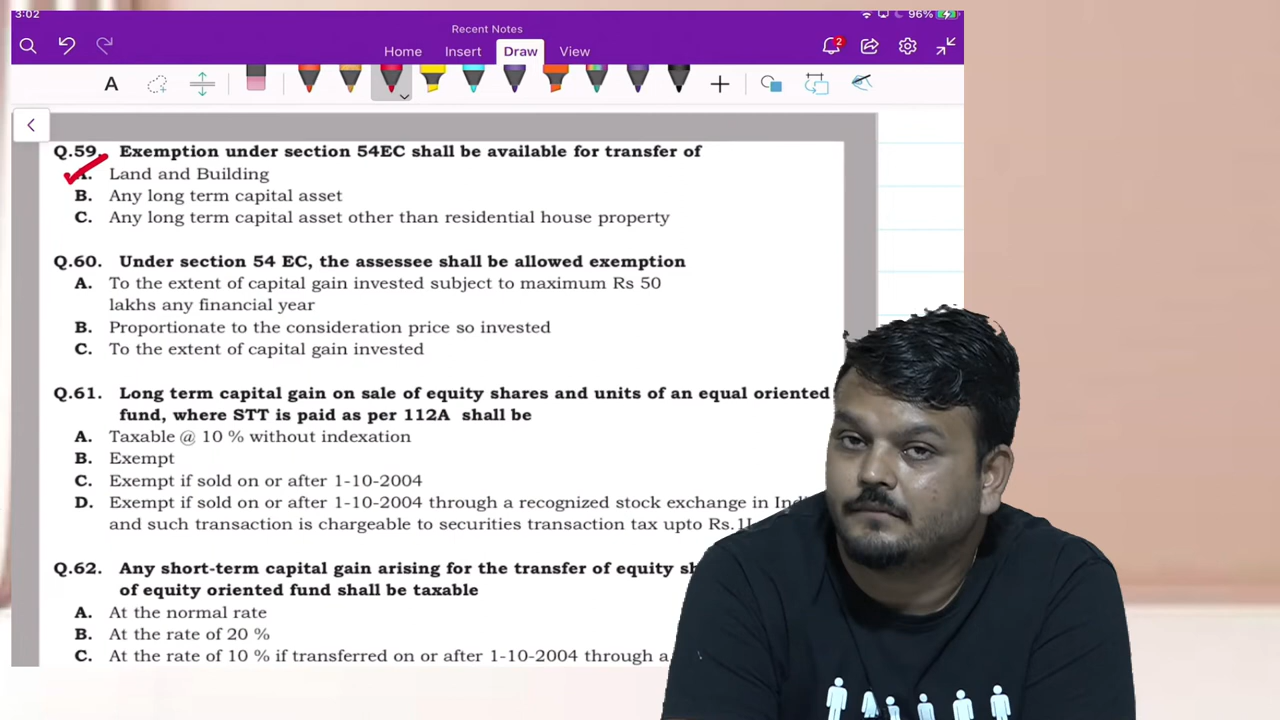 3:02
96%
Recent Notes
Home Insert Draw View
2
A
Q.59. Exemption under section 54EC shall be available for transfer of
A. Land and Building
B. Any long term capital asset
C. Any long term capital asset other than residential house property
Q.60. Under section 54 EC, the assessee shall be allowed exemption
A. To the extent of capital gain invested subject to maximum Rs 50
lakhs any financial year
B. Proportionate to the consideration price so invested
C. To the extent of capital gain invested
Q.61. Long term capital gain on sale of equity shares and units of an equal oriented
fund, where STT is paid as per 112A shall be
A. Taxable @ 10 % without indexation
B. Exempt
C. Exempt if sold on or after 1-10-2004
D. Exempt if sold on or after 1-10-2004 through a recognized stock exchange in
and such transaction is chargeable to securities transaction tax upto
Q.62. Any short-term capital gain arising for the transfer of equity
of equity oriented fund shall be taxable
A. At the normal rate
B. At the rate of 20 %
C. At the rate of 10 % if transferred on or after 1-10-2004 through a